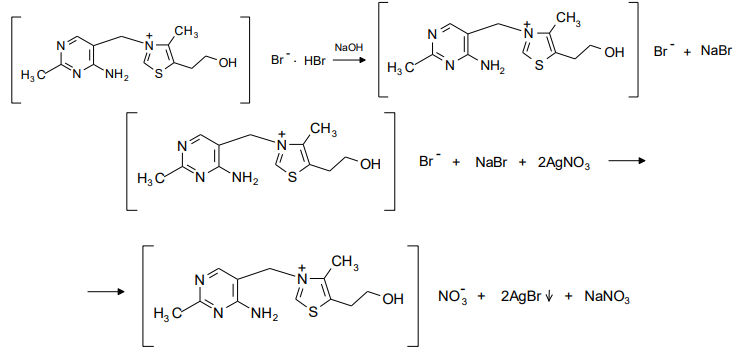 [ H₃C N N NH₂ N⁺ S CH₃ OH ] Br⁻ · HBr NaOH → [ H₃C N N NH₂ N⁺ S CH₃ OH ] Br⁻ + NaBr
[ H₃C N N NH₂ N⁺ S CH₃ OH ] Br⁻ + NaBr + 2AgNO₃ →
→ [ H₃C N N NH₂ N⁺ S CH₃ OH ] NO₃⁻ + 2AgBr ↓ + NaNO₃